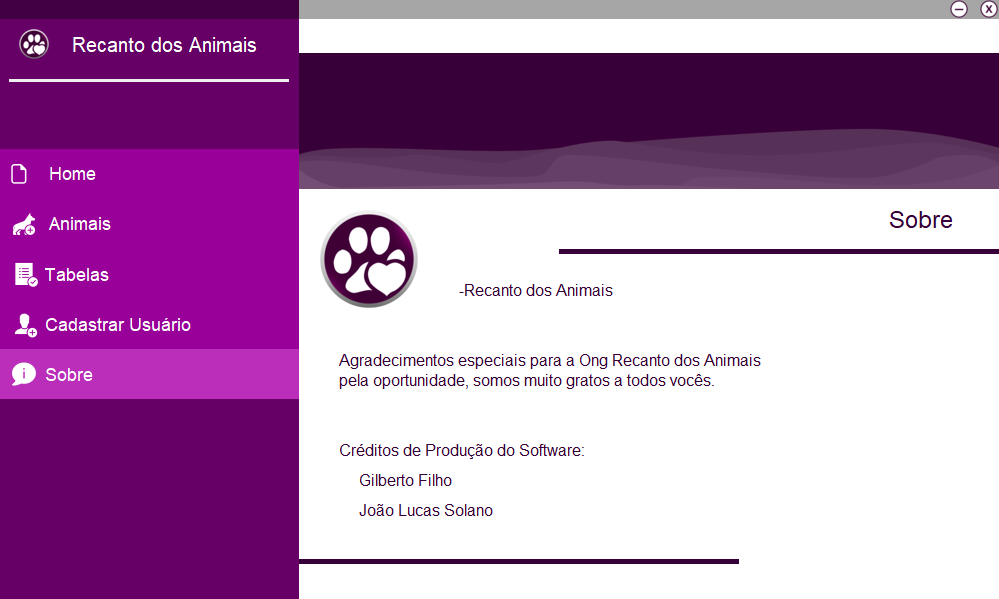 Recanto dos Animais
Home
Animais
Tabelas
Cadastrar Usuário
Sobre
Sobre
-Recanto dos Animais
Agradecimentos especiais para a Ong Recanto dos Animais
pela oportunidade, somos muito gratos a todos vocês.
Créditos de Produção do Software:
Gilberto Filho
João Lucas Solano